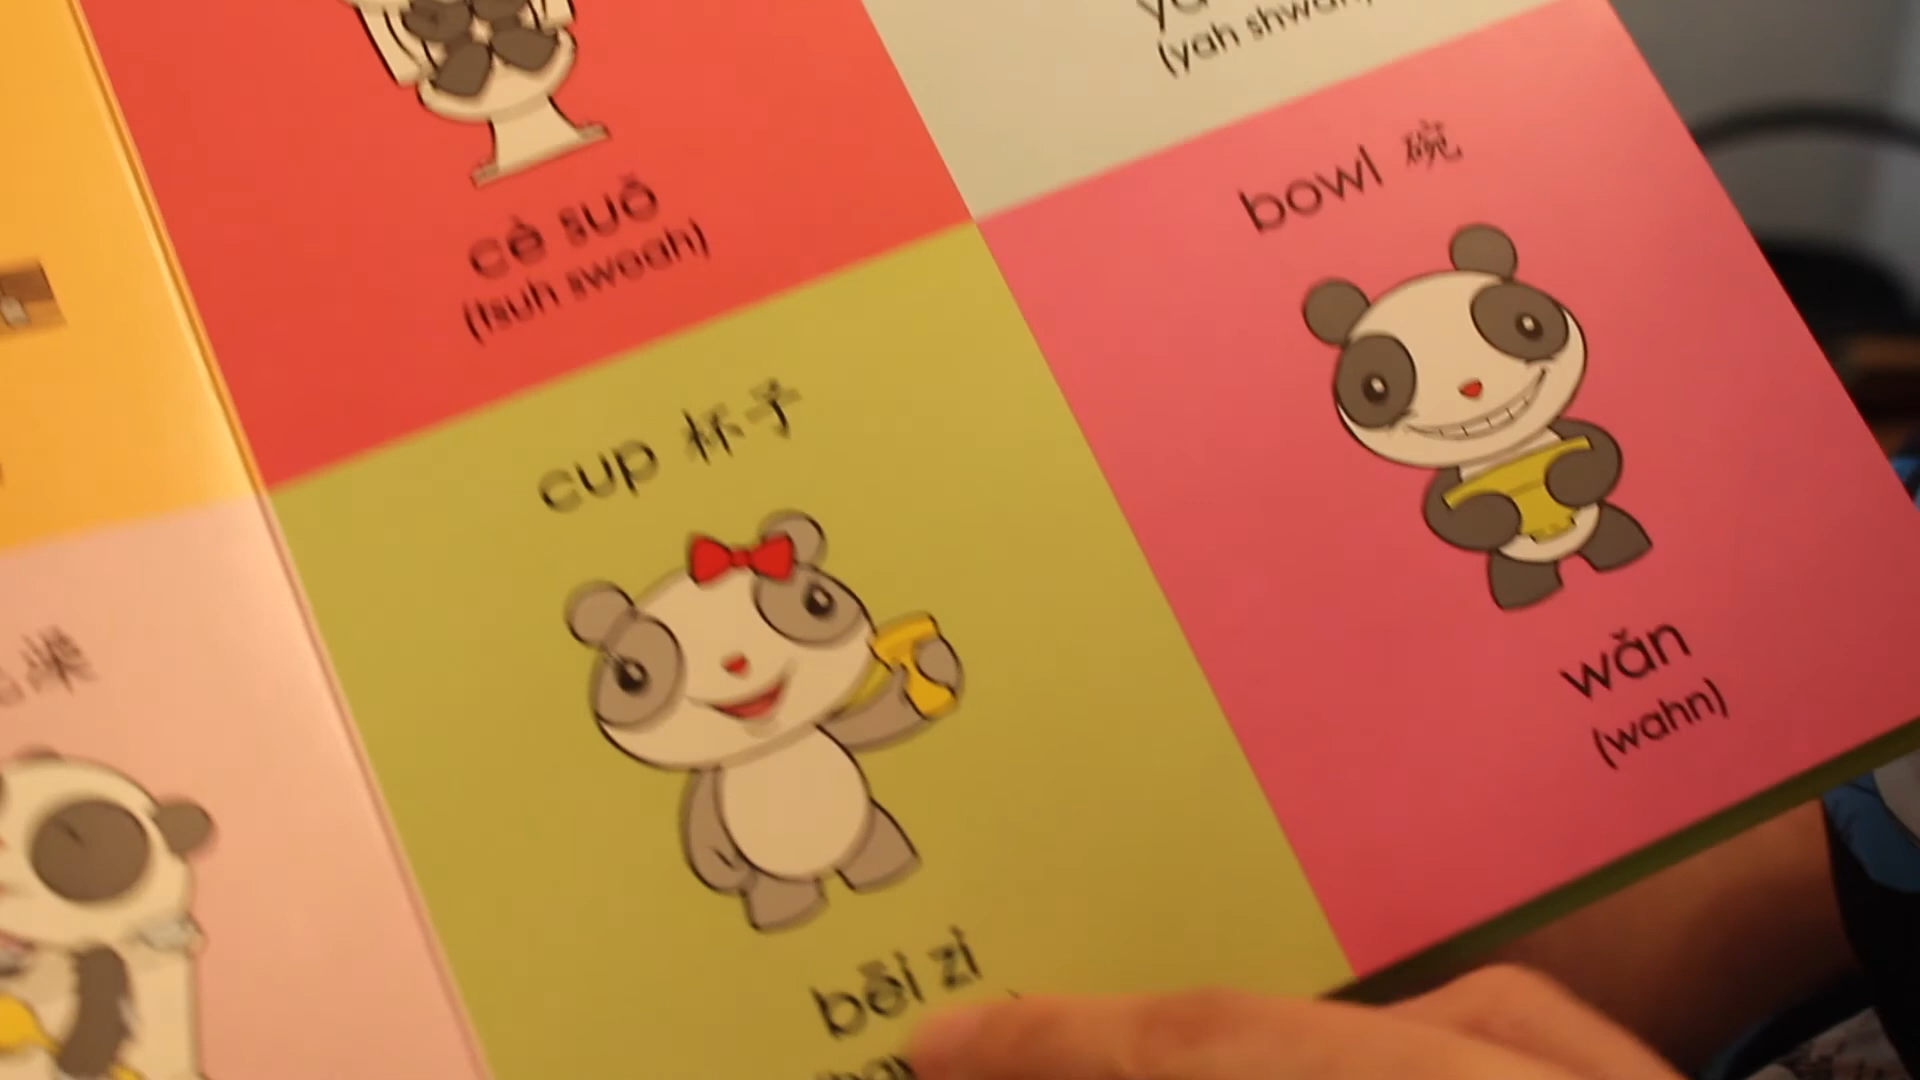 cè suǒ
(tsuh swoah)
(yah shwah)
bowl 碗
wǎn
(wahn)
cup 杯子
bēi zi